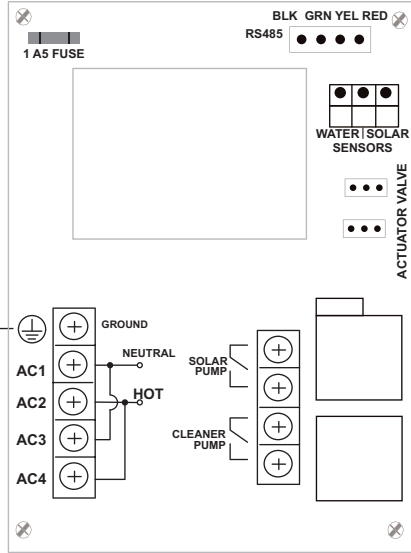 BLK GRN YEL RED
RS485
1 A5 FUSE
WATER SOLAR
SENSORS
ACTUATOR VALVE
GROUND
AC1
NEUTRAL
AC2
HOT
AC3
AC4
SOLAR
PUMP
CLEANER
PUMP